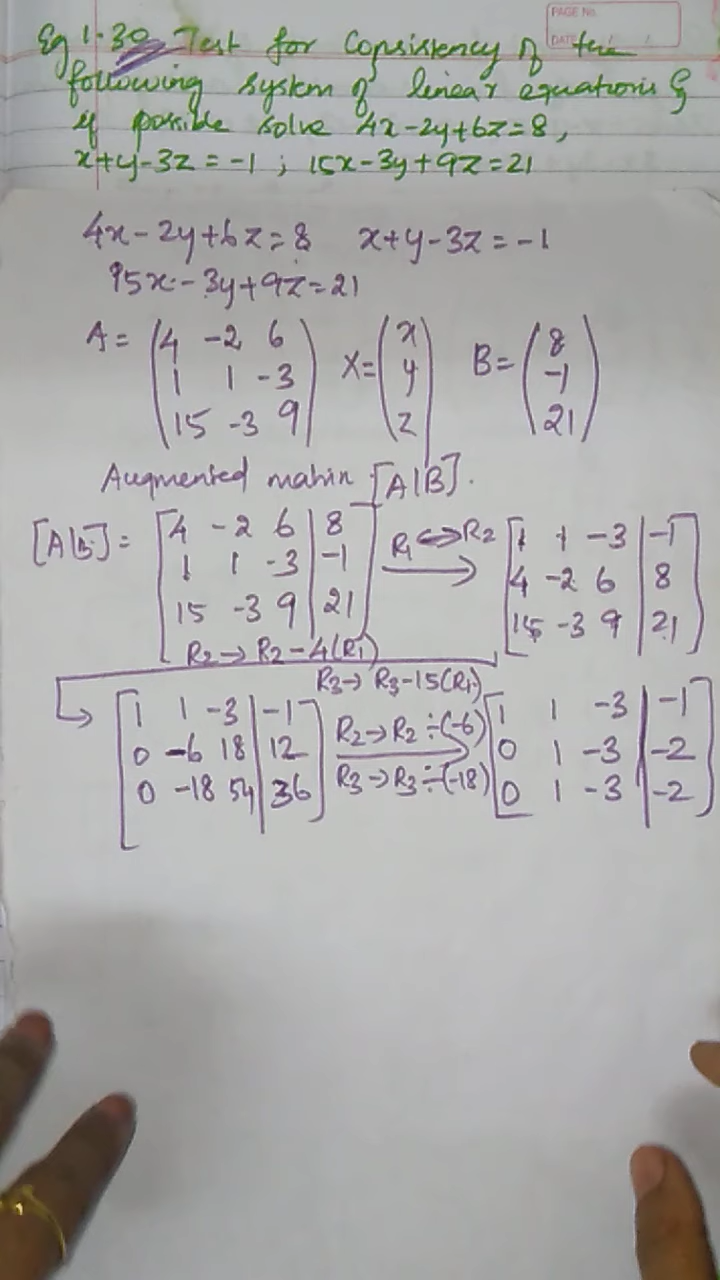 PAGE No.
DATE
Eg 1.30 Test for Consistency of the
following system of linear equations &
if possible solve 4x-2y+6z=8,
x+y-3z=-1; 15x-3y+9z=21
4x-2y+6z=8 x+y-3z=-1
15x-3y+9z=21
A= (4 -2 6 X= (x B= (8
1 1 -3 y -1
15 -3 9) z) 21)
Augmented matrix [A|B].
[A|B]= [4 -2 6 | 8 R1⇔R2 [1 1 -3 | -1
1 1 -3 | -1 → 4 -2 6 | 8
15 -3 9 | 21] 15 -3 9 | 21]
R2→R2-4(R1)
R3→R3-15(R1)
→ [1 1 -3 | -1 R2→R2÷(-6) [1 1 -3 | -1
0 -6 18 | 12 → 0 1 -3 | -2
0 -18 54 | 36] R3→R3÷(-18) 0 1 -3 | -2]